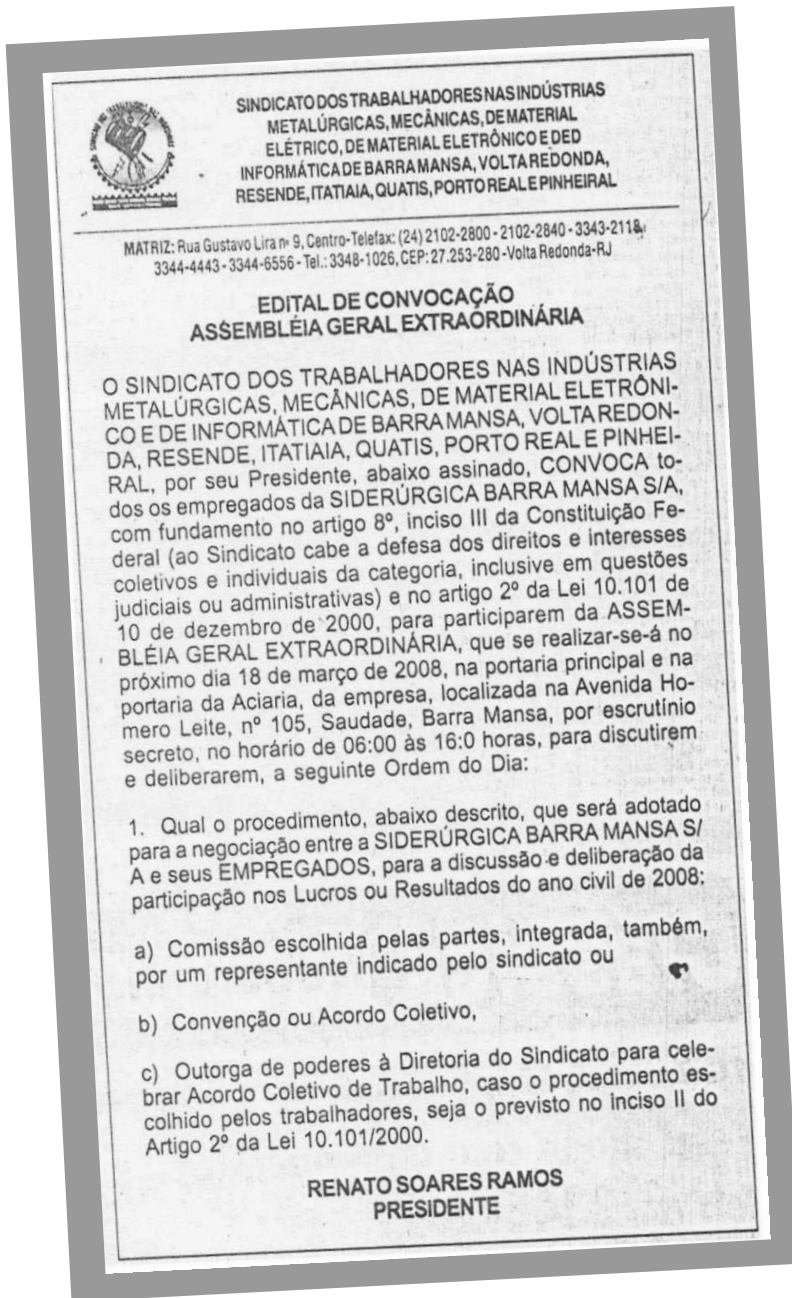 SINDICATO DOS TRABALHADORES NAS INDÚSTRIAS
METALÚRGICAS, MECÂNICAS, DE MATERIAL
ELÉTRICO, DE MATERIAL ELETRÔNICO E DED
INFORMÁTICA DE BARRA MANSA, VOLTA REDONDA,
RESENDE, ITATIAIA, QUATIS, PORTO REAL E PINHEIRAL
MATRIZ: Rua Gustavo Lira nº 9, Centro-Telefax: (24) 2102-2800 - 2102-2840 - 3343-2118
3344-4443 - 3344-6556 - Tel.: 3348-1026, CEP: 27.253-280 -Volta Redonda-RJ
EDITAL DE CONVOCAÇÃO
ASSEMBLÉIA GERAL EXTRAORDINÁRIA
O SINDICATO DOS TRABALHADORES NAS INDÚSTRIAS
METALÚRGICAS, MECÂNICAS, DE MATERIAL ELETRÔNI-
CO E DE INFORMÁTICA DE BARRA MANSA, VOLTA REDON-
DA, RESENDE, ITATIAIA, QUATIS, PORTO REAL E PINHEI-
RAL, por seu Presidente, abaixo assinado, CONVOCA to-
dos os empregados da SIDERÚRGICA BARRA MANSA S/A,
com fundamento no artigo 8º, inciso III da Constituição Fe-
deral (ao Sindicato cabe a defesa dos direitos e interesses
coletivos e individuais da categoria, inclusive em questões
judiciais ou administrativas) e no artigo 2º da Lei 10.101 de
10 de dezembro de 2000, para participarem da ASSEM-
BLÉIA GERAL EXTRAORDINÁRIA, que se realizar-se-á no
próximo dia 18 de março de 2008, na portaria principal e na
portaria da Aciaria, da empresa, localizada na Avenida Ho-
mero Leite, nº 105, Saudade, Barra Mansa, por escrutínio
secreto, no horário de 06:00 às 16:0 horas, para discutirem
e deliberarem, a seguinte Ordem do Dia:
1. Qual o procedimento, abaixo descrito, que será adotado
para a negociação entre a SIDERÚRGICA BARRA MANSA S/
A e seus EMPREGADOS, para a discussão e deliberação da
participação nos Lucros ou Resultados do ano civil de 2008:
a) Comissão escolhida pelas partes, integrada, também,
por um representante indicado pelo sindicato ou
b) Convenção ou Acordo Coletivo,
c) Outorga de poderes à Diretoria do Sindicato para cele-
brar Acordo Coletivo de Trabalho, caso o procedimento es-
colhido pelos trabalhadores, seja o previsto no inciso II do
Artigo 2º da Lei 10.101/2000.
RENATO SOARES RAMOS
PRESIDENTE